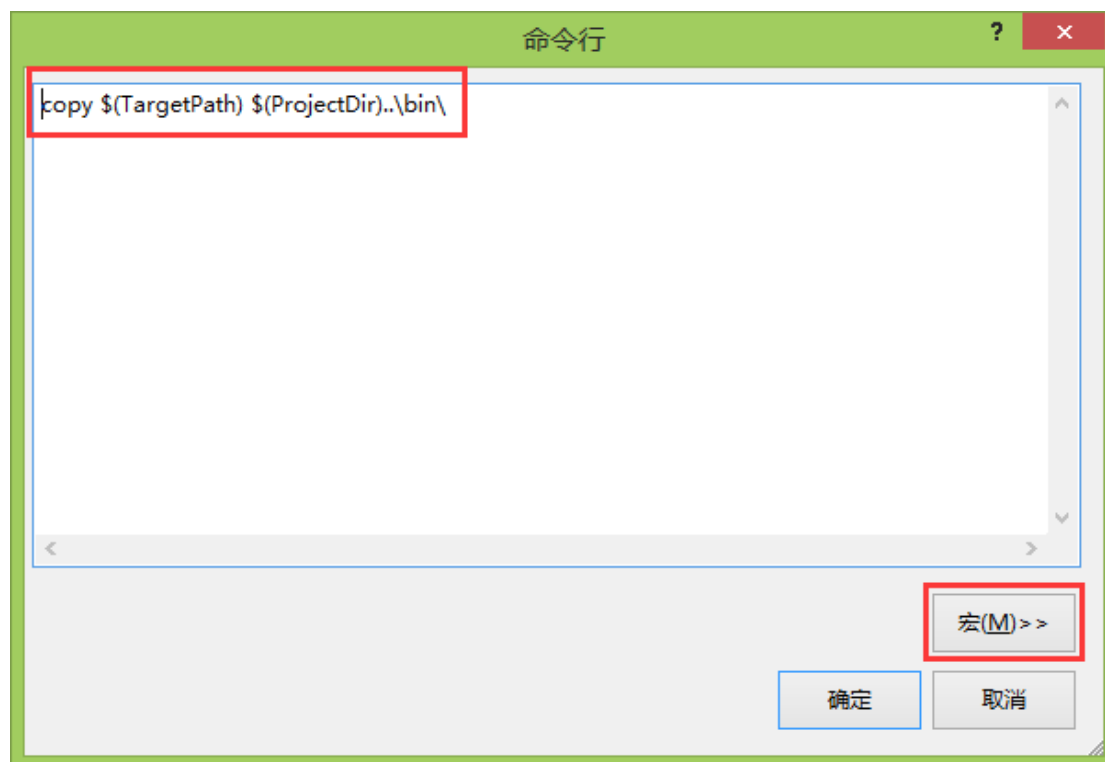 命令行
?
copy $(TargetPath) $(ProjectDir)..\bin\
宏(M)>>
确定
取消